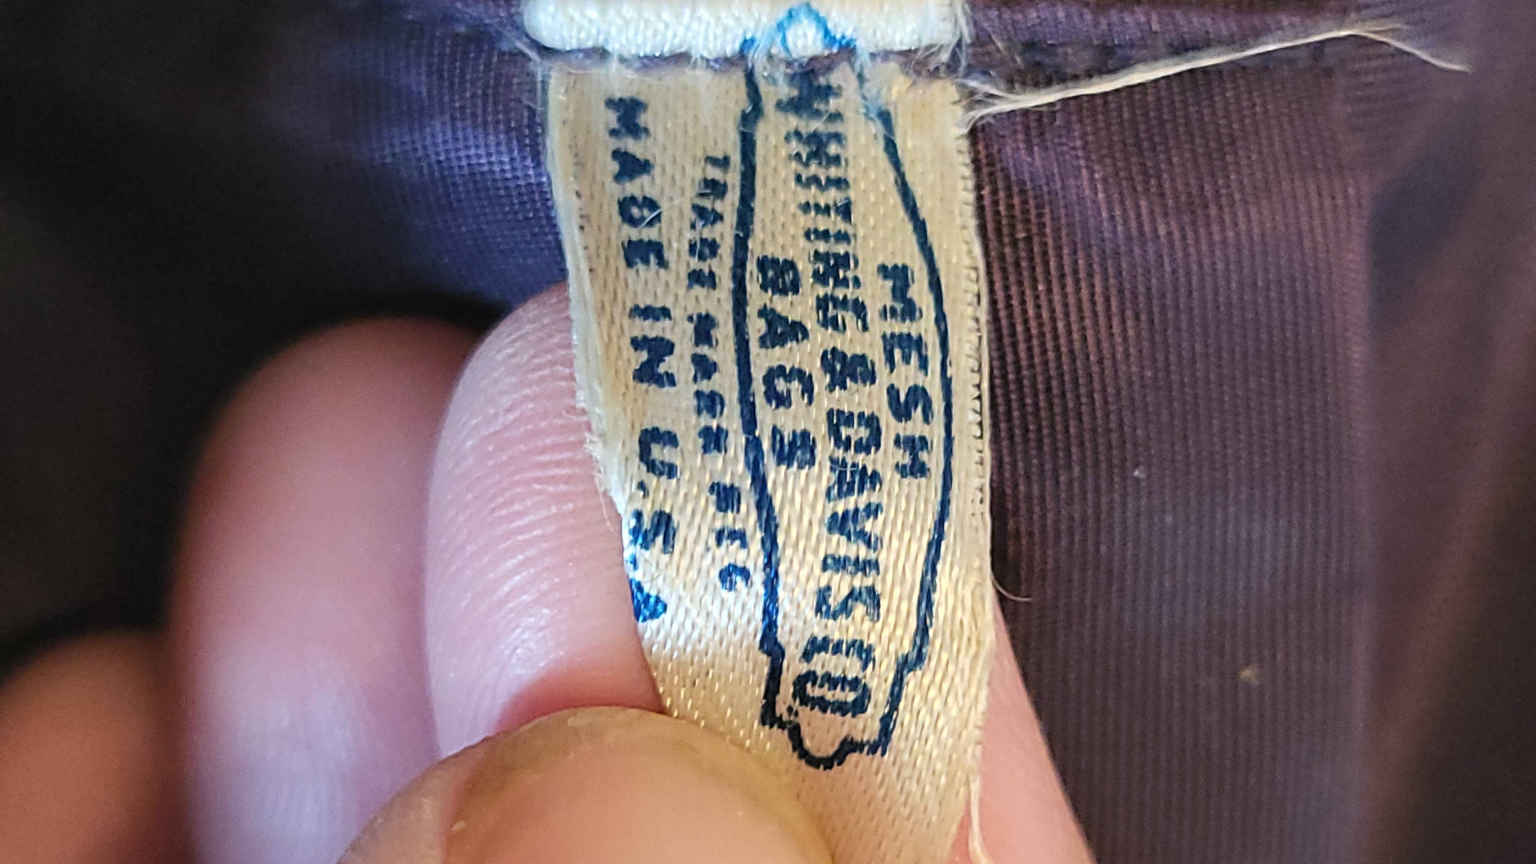 MESH
WHITING & DAVIS CO
BAGS
TRADE MARK REG
MADE IN U.S.A